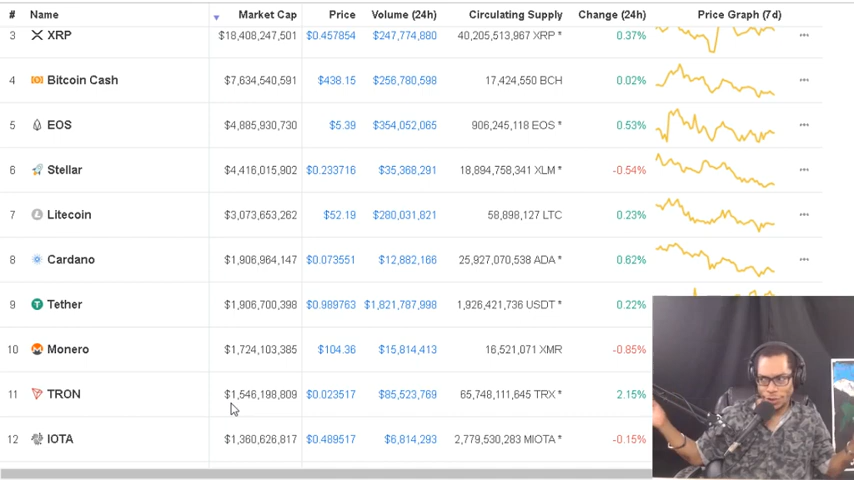 # Name Market Cap Price Volume (24h) Circulating Supply Change (24h) Price Graph (7d)
3 XRP $18,408,247,501 $0.457854 $247,774,880 40,205,513,967 XRP * 0.37%
4 Bitcoin Cash $7,634,540,591 $438.15 $256,780,598 17,424,550 BCH 0.02%
5 EOS $4,885,930,730 $5.39 $354,052,065 906,245,118 EOS * 0.53%
6 Stellar $4,416,015,902 $0.233716 $35,368,291 18,894,758,341 XLM * -0.54%
7 Litecoin $3,073,653,262 $52.19 $280,031,821 58,898,127 LTC 0.23%
8 Cardano $1,906,964,147 $0.073551 $12,882,166 25,927,070,538 ADA * 0.62%
9 Tether $1,906,700,398 $0.989763 $1,821,787,998 1,926,421,736 USDT * 0.22%
10 Monero $1,724,103,385 $104.36 $15,814,413 16,521,071 XMR -0.85%
11 TRON $1,546,198,809 $0.023517 $85,523,769 65,748,111,645 TRX * 2.15%
12 IOTA $1,360,626,817 $0.489517 $6,814,293 2,779,530,283 MIOTA * -0.15%